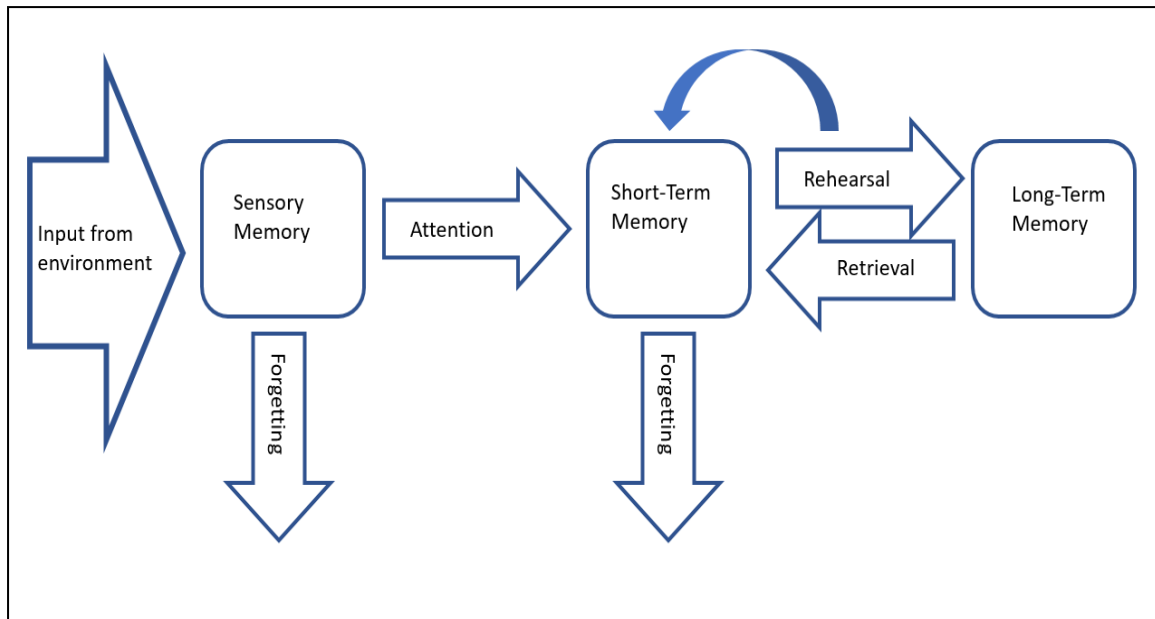 Input from
environment
Sensory
Memory
Attention
Short-Term
Memory
Rehearsal
Retrieval
Long-Term
Memory
Forgetting
Forgetting